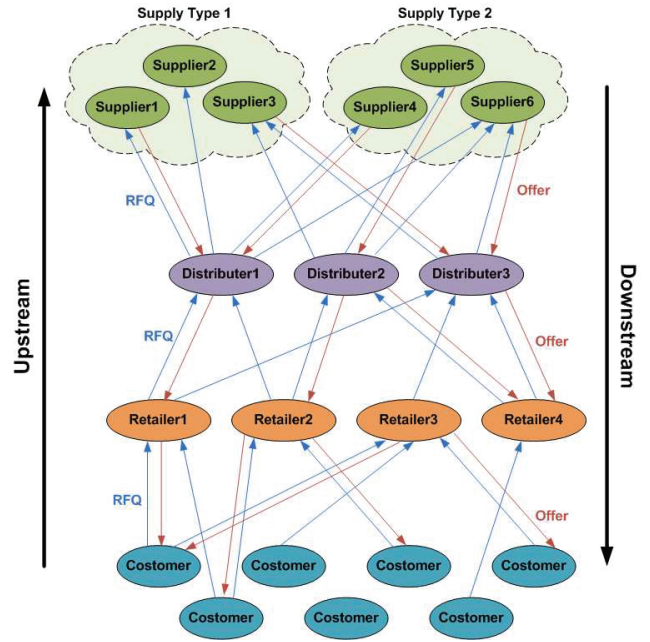 Supply Type 1
Supply Type 2
Supplier2
Supplier5
Supplier1
Supplier3
Supplier4
Supplier6
RFQ
Offer
Distributer1
Distributer2
Distributer3
Upstream
Downstream
RFQ
Offer
Retailer1
Retailer2
Retailer3
Retailer4
RFQ
Offer
Costomer
Costomer
Costomer
Costomer
Costomer
Costomer
Costomer